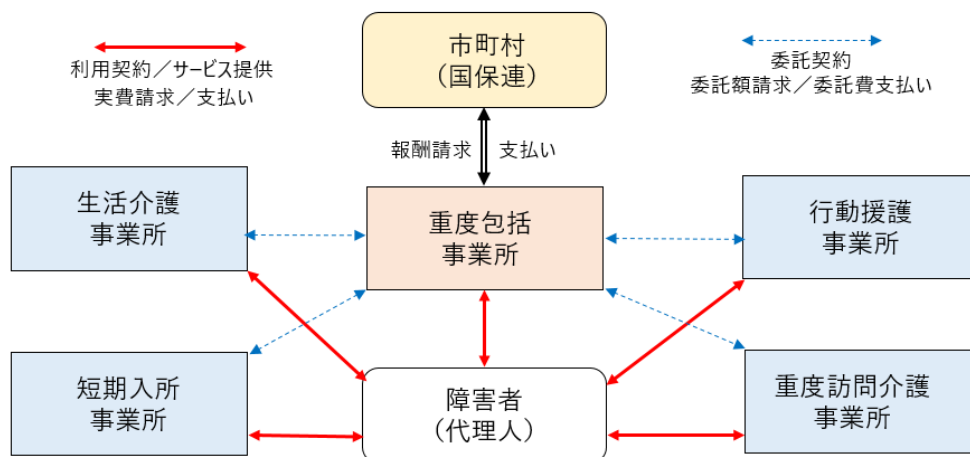 市町村
（国保連）
利用契約／サービス提供
実費請求／支払い
委託契約
委託額請求／委託費支払い
報酬請求
支払い
生活介護
事業所
重度包括
事業所
行動援護
事業所
短期入所
事業所
障害者
（代理人）
重度訪問介護
事業所